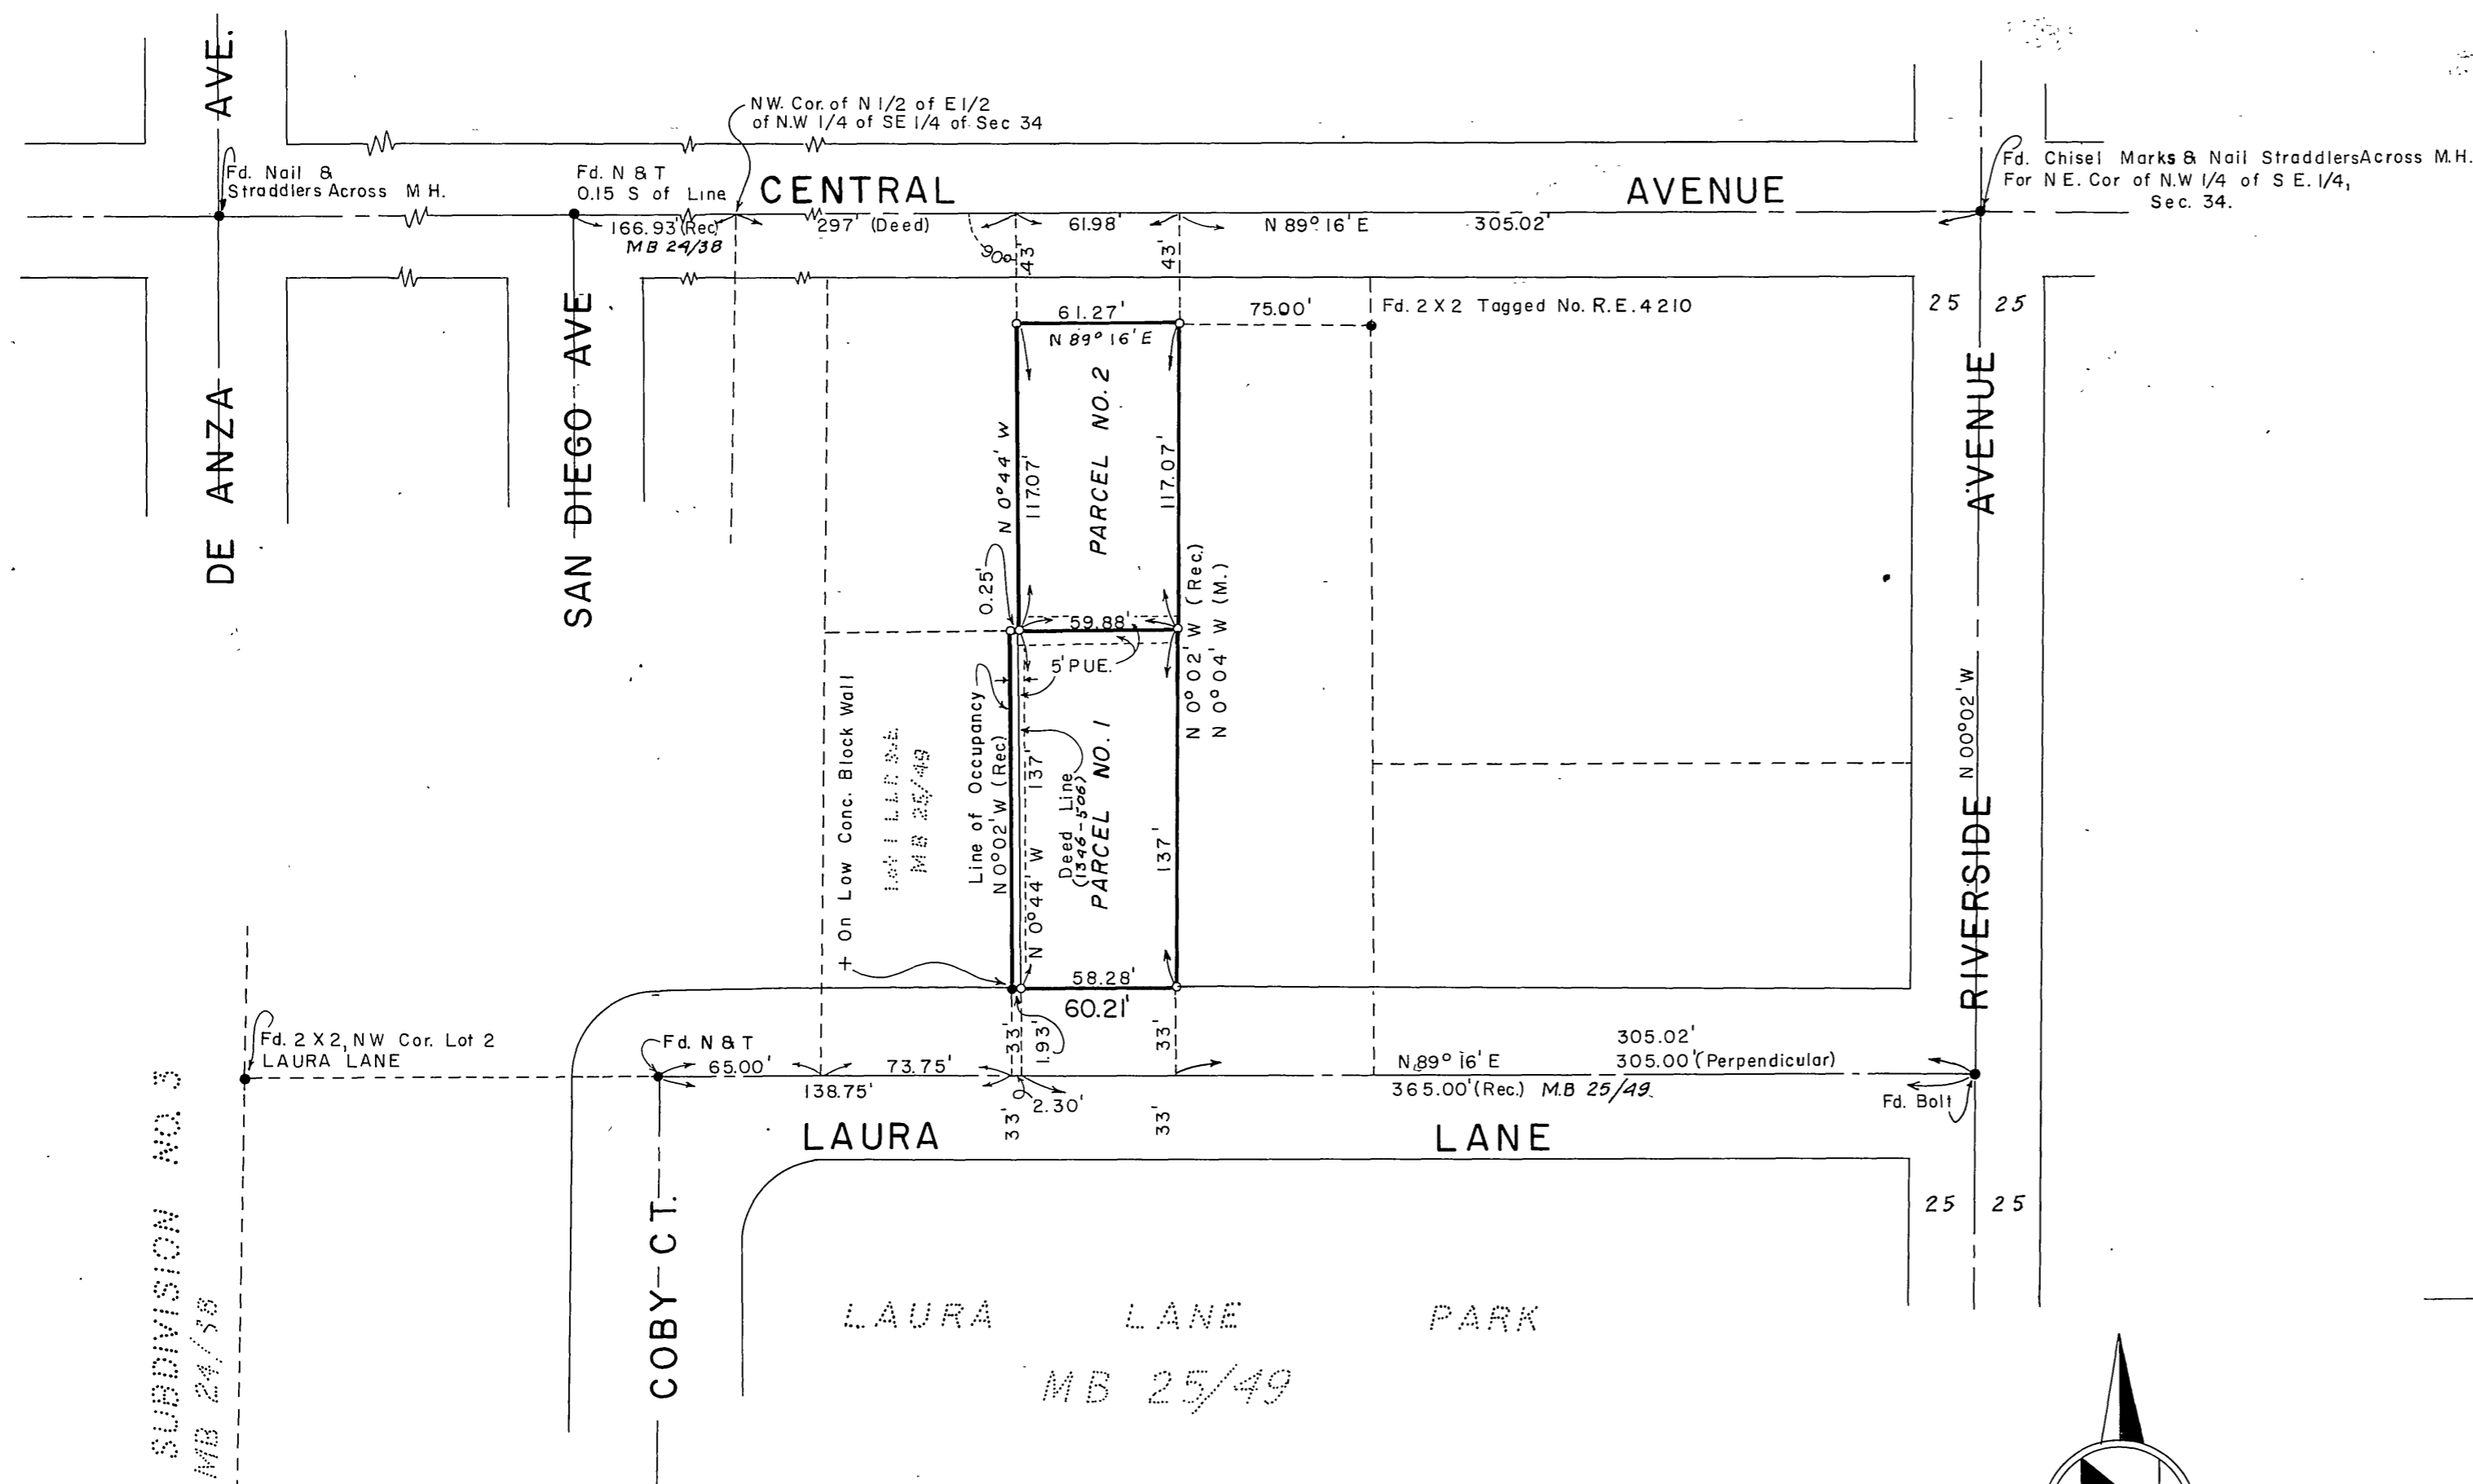 DE ANZA AVE.
NW. Cor. of N 1/2 of E 1/2
of N.W 1/4 of SE 1/4 of Sec 34
Fd. Nail &
Straddlers Across M H.
Fd. N & T
0.15 S of Line
CENTRAL AVENUE
Fd. Chisel Marks & Nail Straddlers Across M.H.
For N E. Cor of N.W 1/4 of S E. 1/4,
Sec. 34.
166.93' (Rec)
MB 24/38
297' (Deed)
61.98'
N 89° 16' E
305.02'
90°
43'
43'
SAN DIEGO AVE
61.27'
N 89° 16' E
75.00'
Fd. 2 X 2 Tagged No. R.E. 4210
25 25
PARCEL NO. 2
N 0° 44' W
117.07'
117.07'
0.25'
59.88'
5' PUE.
N 0° 02' W (Rec.)
N 0° 04' W (M.)
RIVERSIDE AVENUE
N 00° 02' W
+ On Low Conc. Block Wall
MB 25/49
Line of Occupancy
N 0° 02' W (Rec)
137'
N 0° 44' W
Deed Line
(1346-506)
PARCEL NO. 1
137'
58.28'
60.21'
33'
1.93'
33'
Fd. 2 X 2, NW Cor. Lot 2
LAURA LANE
Fd. N & T
65.00'
73.75'
138.75'
2.30'
33'
33'
N 89° 16' E
305.02'
305.00' (Perpendicular)
365.00' (Rec.) M.B 25/49
Fd. Bolt
LAURA LANE
COBY CT.
25 25
SUBDIVISION NO. 3
MB 24/38
LAURA LANE PARK
MB 25/49